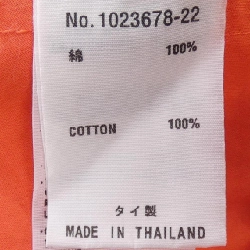 No. 1023678-22
綿 100%
COTTON 100%
タイ製
MADE IN THAILAND